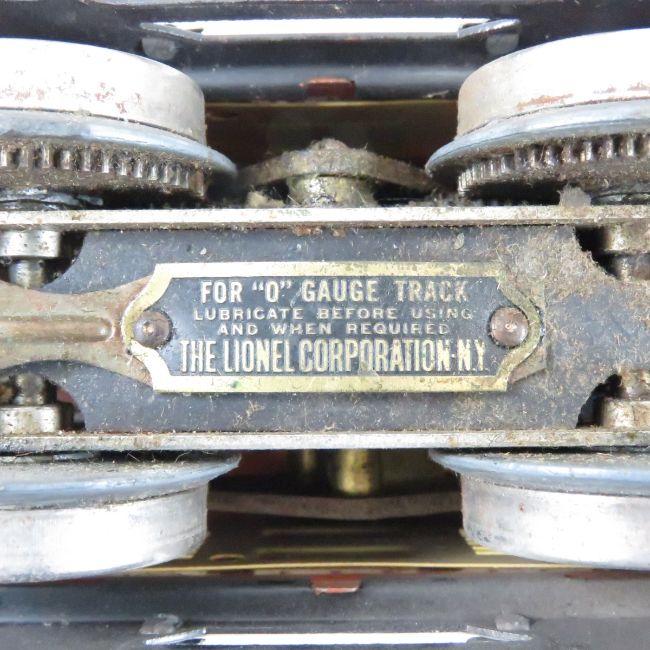 FOR "O" GAUGE TRACK
LUBRICATE BEFORE USING
AND WHEN REQUIRED
THE LIONEL CORPORATION-N.Y.